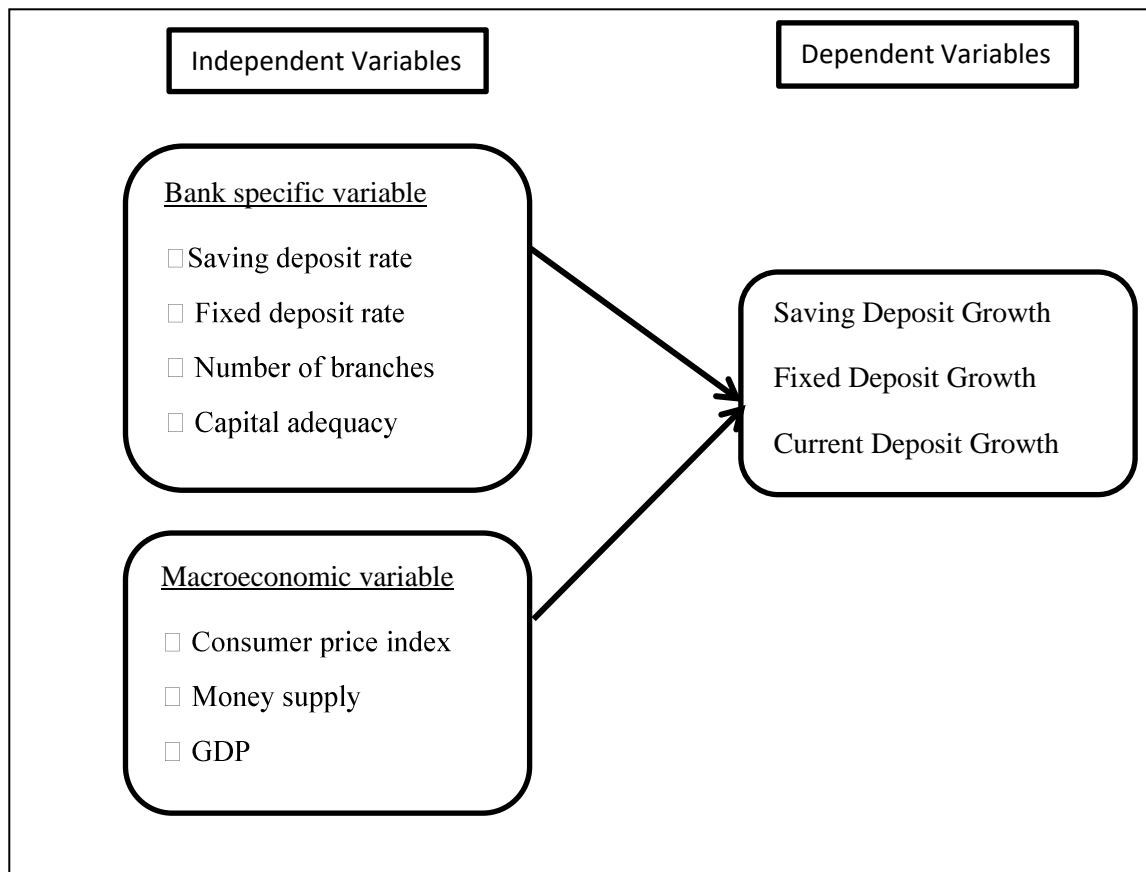 Independent Variables
Dependent Variables
Bank specific variable
□Saving deposit rate
□ Fixed deposit rate
□ Number of branches
□ Capital adequacy
Macroeconomic variable
□ Consumer price index
□ Money supply
□ GDP
Saving Deposit Growth
Fixed Deposit Growth
Current Deposit Growth